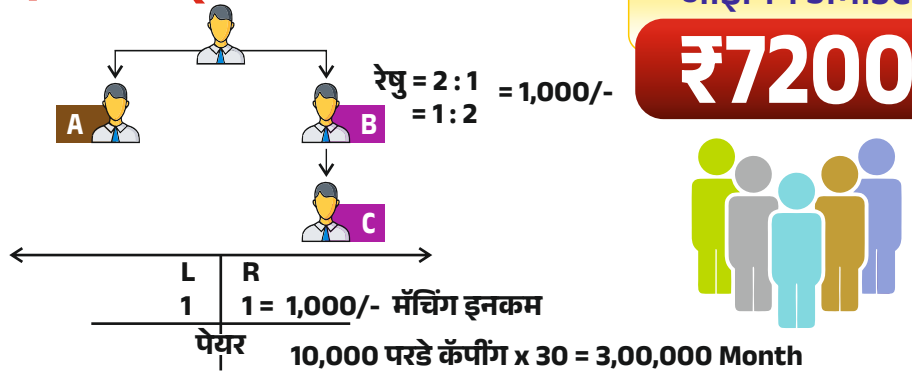 ₹7200
A
B
रेषु = 2 : 1 = 1,000/-
= 1 : 2
C
L R
1 1 = 1,000/- मॅचिंग इनकम
पेयर
10,000 परडे कॅपींग x 30 = 3,00,000 Month